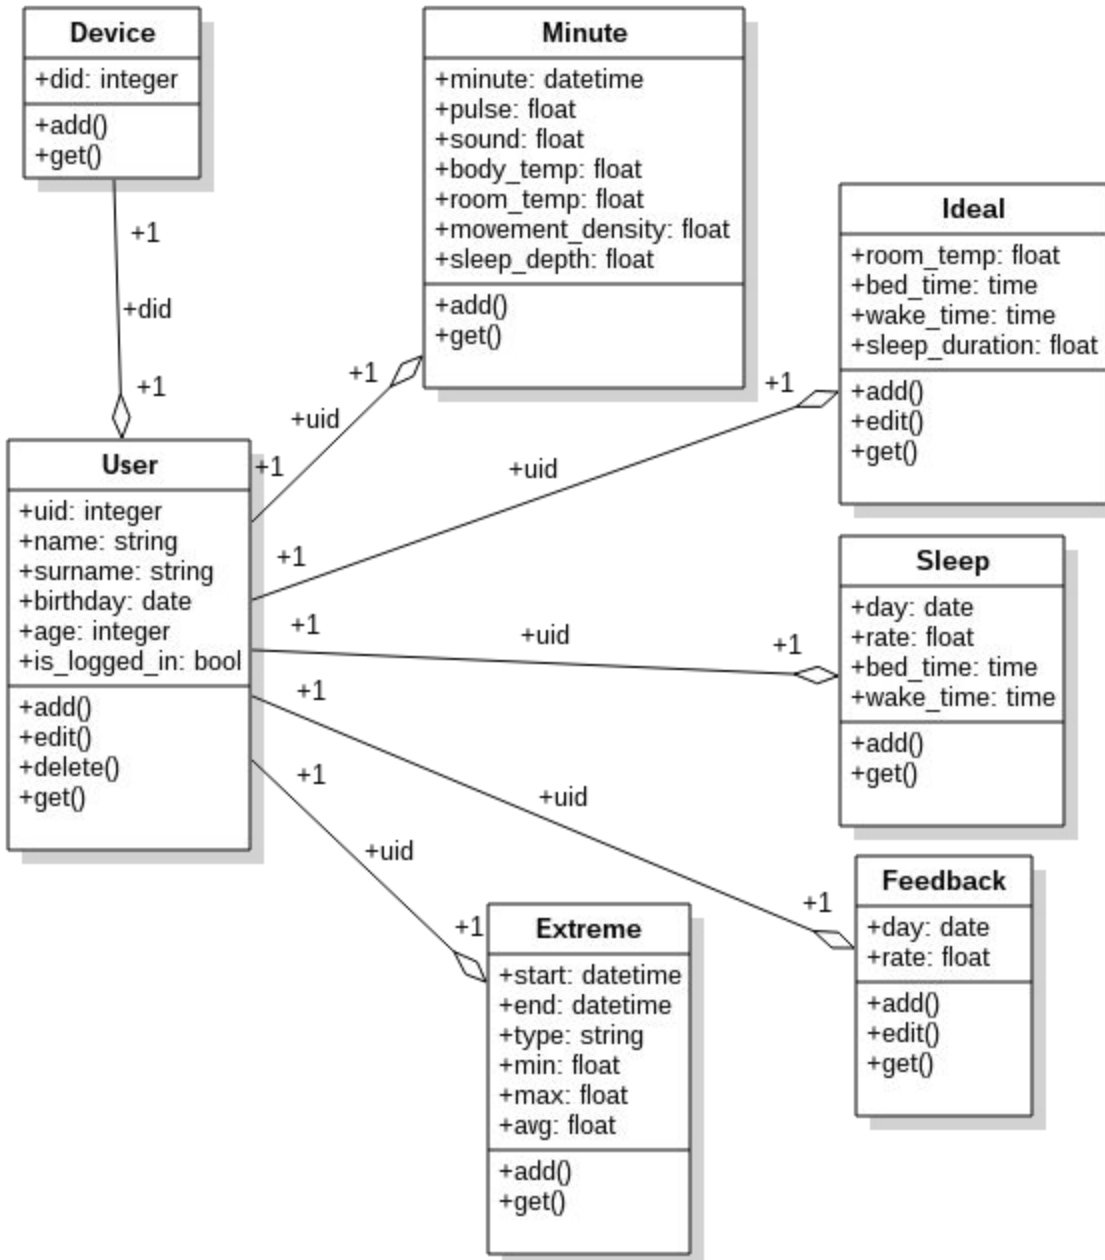 Device
+did: integer
+add()
+get()
+1
+did
+1
Minute
+minute: datetime
+pulse: float
+sound: float
+body_temp: float
+room_temp: float
+movement_density: float
+sleep_depth: float
+add()
+get()
+1
+uid
+1
Ideal
+room_temp: float
+bed_time: time
+wake_time: time
+sleep_duration: float
+add()
+edit()
+get()
+1
+uid
+1
User
+uid: integer
+name: string
+surname: string
+birthday: date
+age: integer
+is_logged_in: bool
+add()
+edit()
+delete()
+get()
+1
+uid
+1
Sleep
+day: date
+rate: float
+bed_time: time
+wake_time: time
+add()
+get()
+1
+uid
+1
Feedback
+day: date
+rate: float
+add()
+edit()
+get()
+1
+uid
+1
Extreme
+start: datetime
+end: datetime
+type: string
+min: float
+max: float
+avg: float
+add()
+get()